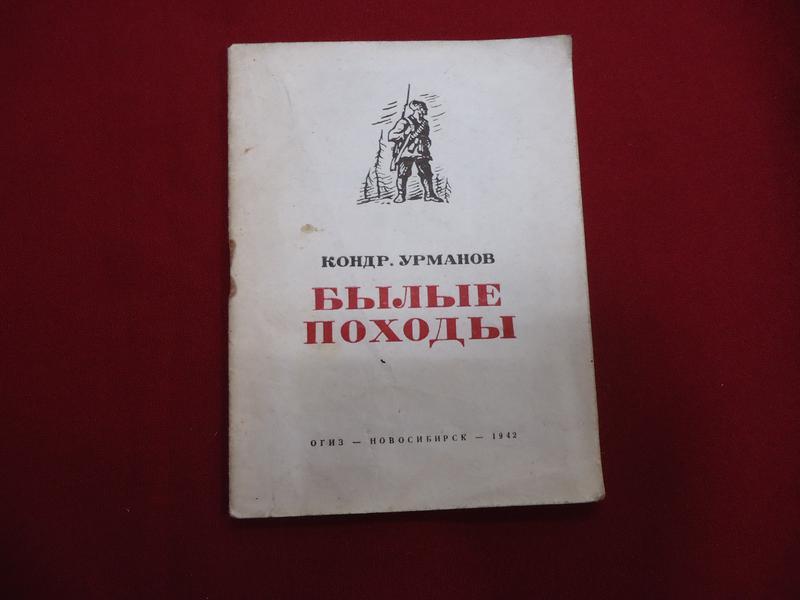 КОНДР. УРМАНОВ
БЫЛЫЕ
ПОХОДЫ
ОГИЗ — НОВОСИБИРСК — 1942